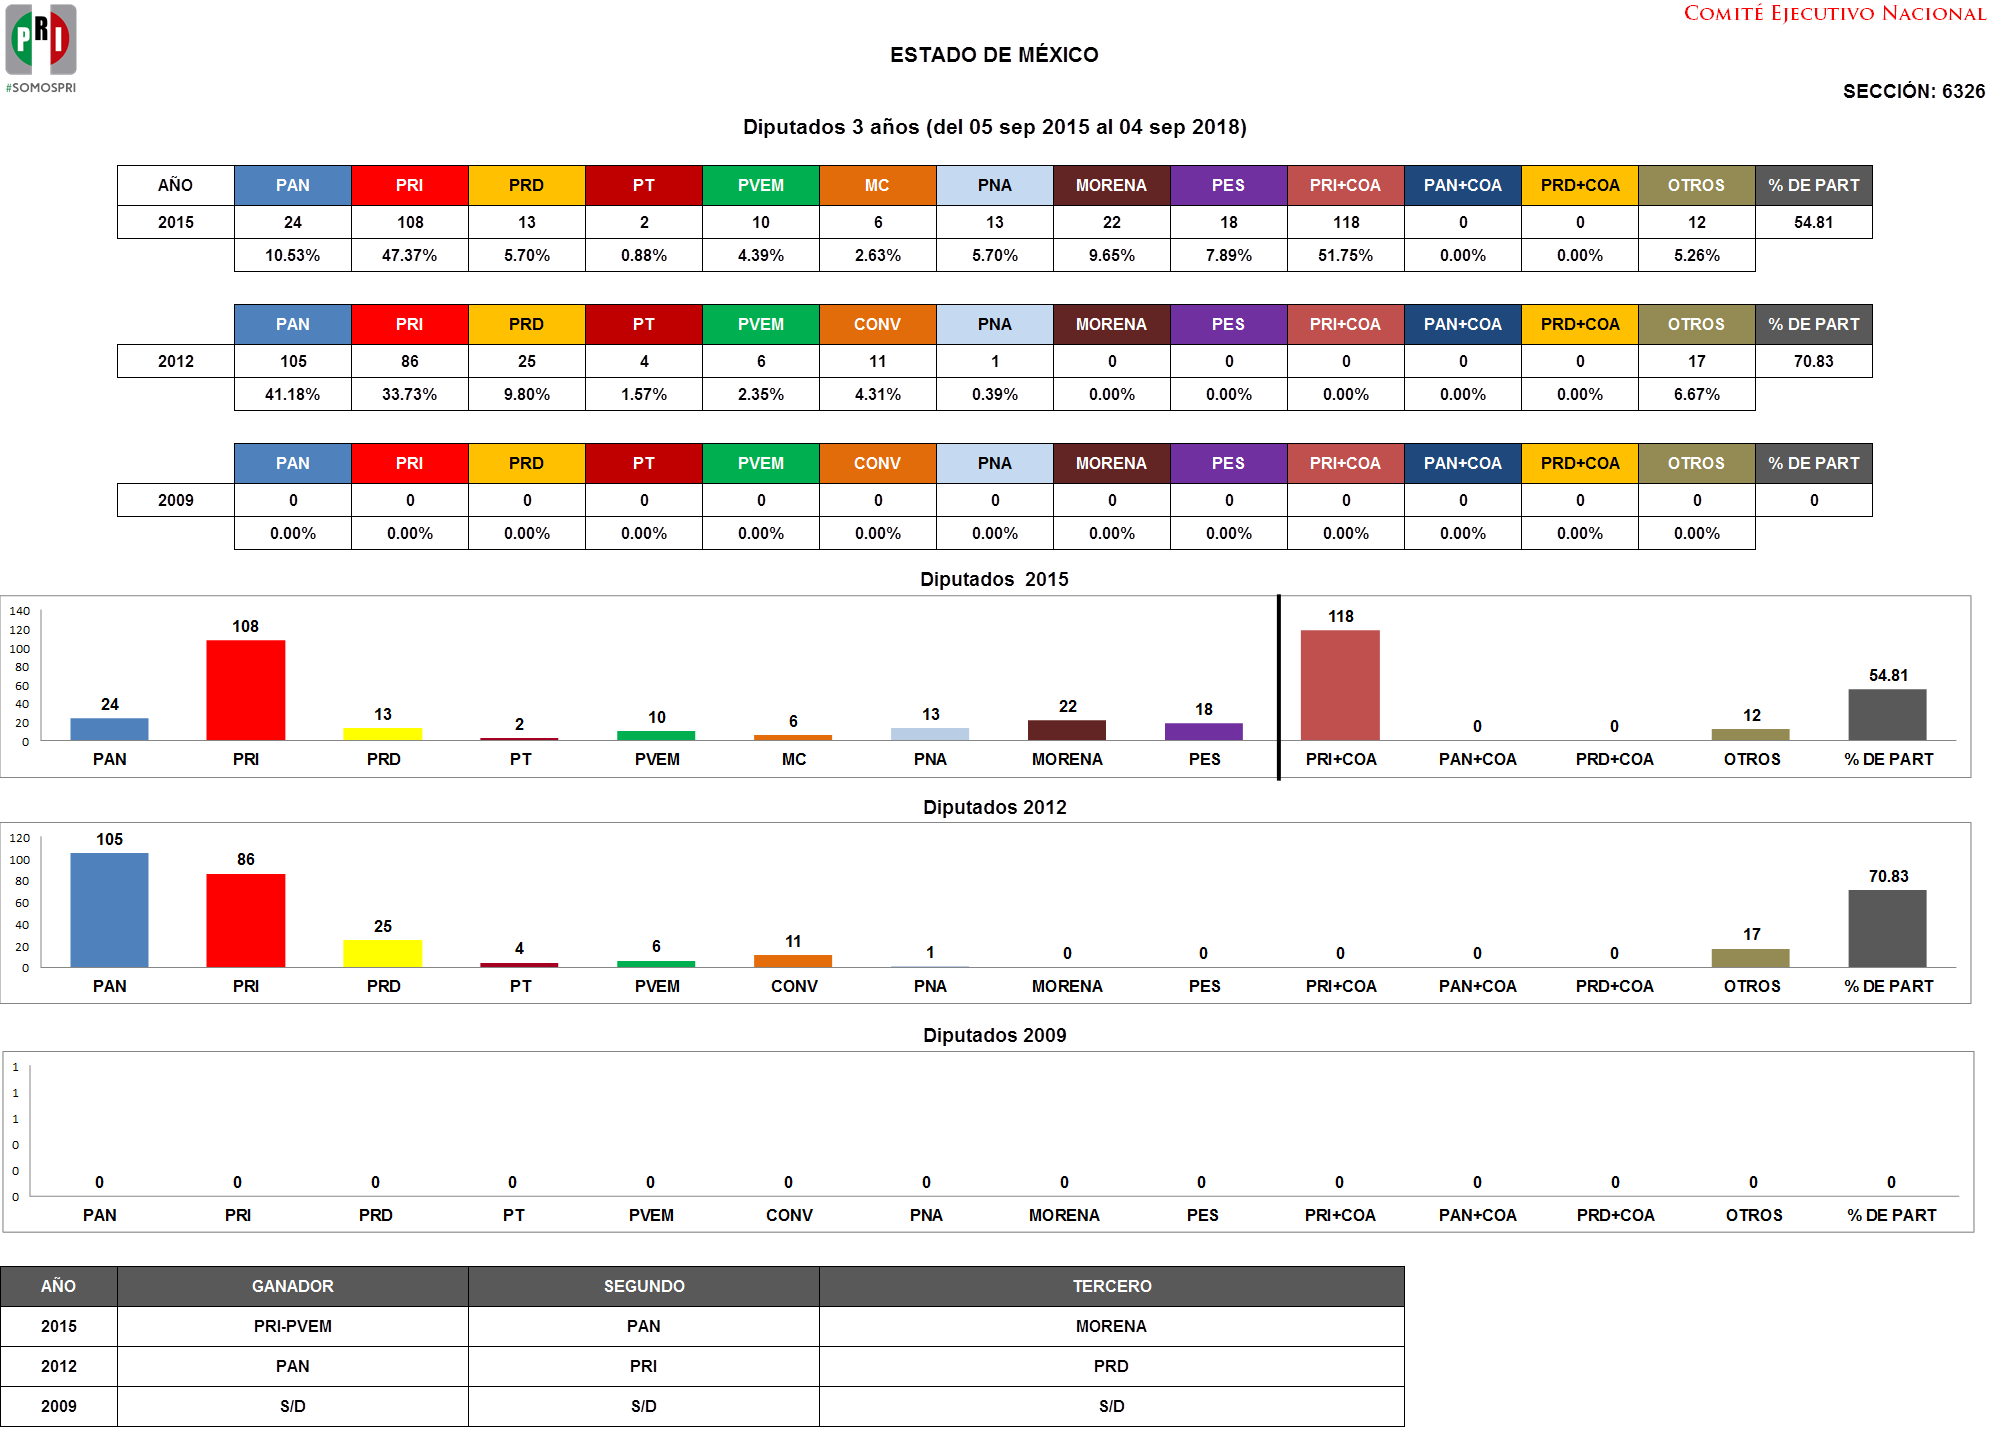 PRI
#SOMOSPRI
COMITÉ EJECUTIVO NACIONAL
ESTADO DE MÉXICO
SECCIÓN: 6326
Diputados 3 años (del 05 sep 2015 al 04 sep 2018)
AÑO PAN PRI PRD PT PVEM MC PNA MORENA PES PRI+COA PAN+COA PRD+COA OTROS % DE PART
2015 24 108 13 2 10 6 13 22 18 118 0 0 12 54.81
10.53% 47.37% 5.70% 0.88% 4.39% 2.63% 5.70% 9.65% 7.89% 51.75% 0.00% 0.00% 5.26%
PAN PRI PRD PT PVEM CONV PNA MORENA PES PRI+COA PAN+COA PRD+COA OTROS % DE PART
2012 105 86 25 4 6 11 1 0 0 0 0 0 17 70.83
41.18% 33.73% 9.80% 1.57% 2.35% 4.31% 0.39% 0.00% 0.00% 0.00% 0.00% 0.00% 6.67%
PAN PRI PRD PT PVEM CONV PNA MORENA PES PRI+COA PAN+COA PRD+COA OTROS % DE PART
2009 0 0 0 0 0 0 0 0 0 0 0 0 0 0
0.00% 0.00% 0.00% 0.00% 0.00% 0.00% 0.00% 0.00% 0.00% 0.00% 0.00% 0.00% 0.00%
Diputados 2015
140
120
100
80
60
40
20
0
24 108 13 2 10 6 13 22 18 118 0 0 12 54.81
PAN PRI PRD PT PVEM MC PNA MORENA PES PRI+COA PAN+COA PRD+COA OTROS % DE PART
Diputados 2012
120
100
80
60
40
20
0
105 86 25 4 6 11 1 0 0 0 0 0 17 70.83
PAN PRI PRD PT PVEM CONV PNA MORENA PES PRI+COA PAN+COA PRD+COA OTROS % DE PART
Diputados 2009
1
1
1
0
0
0
0 0 0 0 0 0 0 0 0 0 0 0 0 0
PAN PRI PRD PT PVEM CONV PNA MORENA PES PRI+COA PAN+COA PRD+COA OTROS % DE PART
AÑO GANADOR SEGUNDO TERCERO
2015 PRI-PVEM PAN MORENA
2012 PAN PRI PRD
2009 S/D S/D S/D